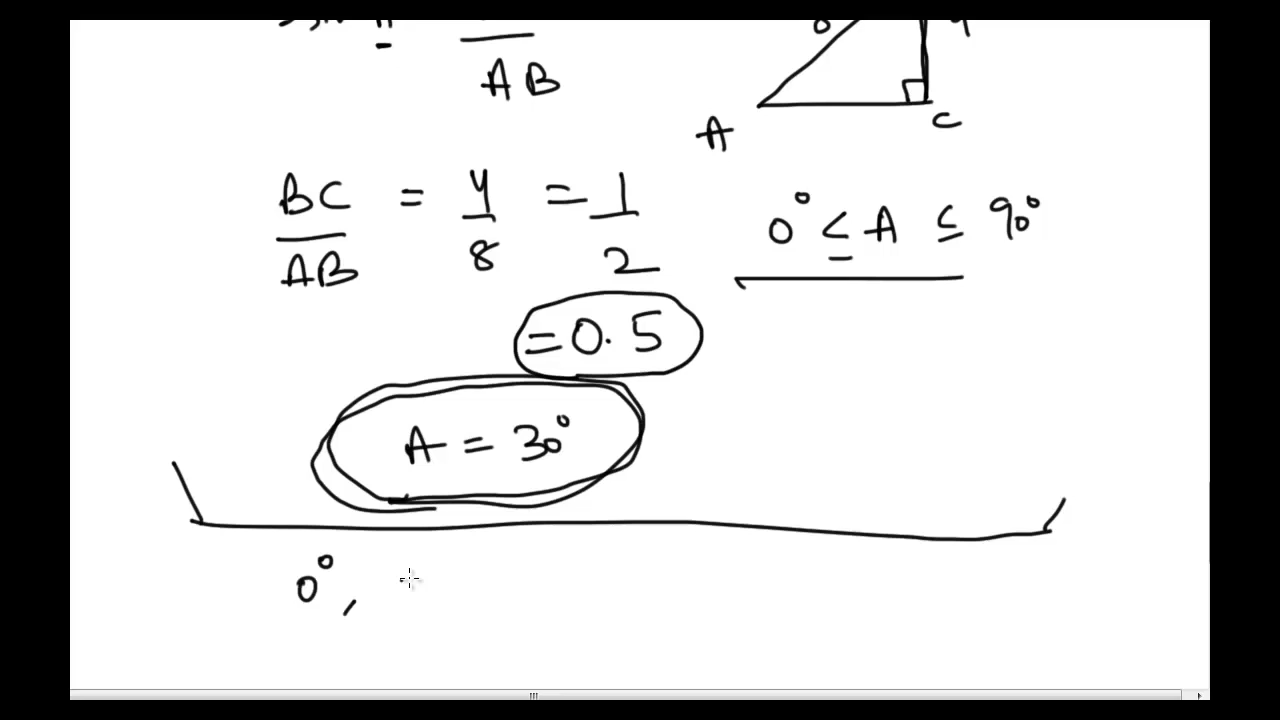 AB
A
C
BC/AB = 4/8 = 1/2
0° ≤ A ≤ 90°
= 0.5
A = 30°
0°,